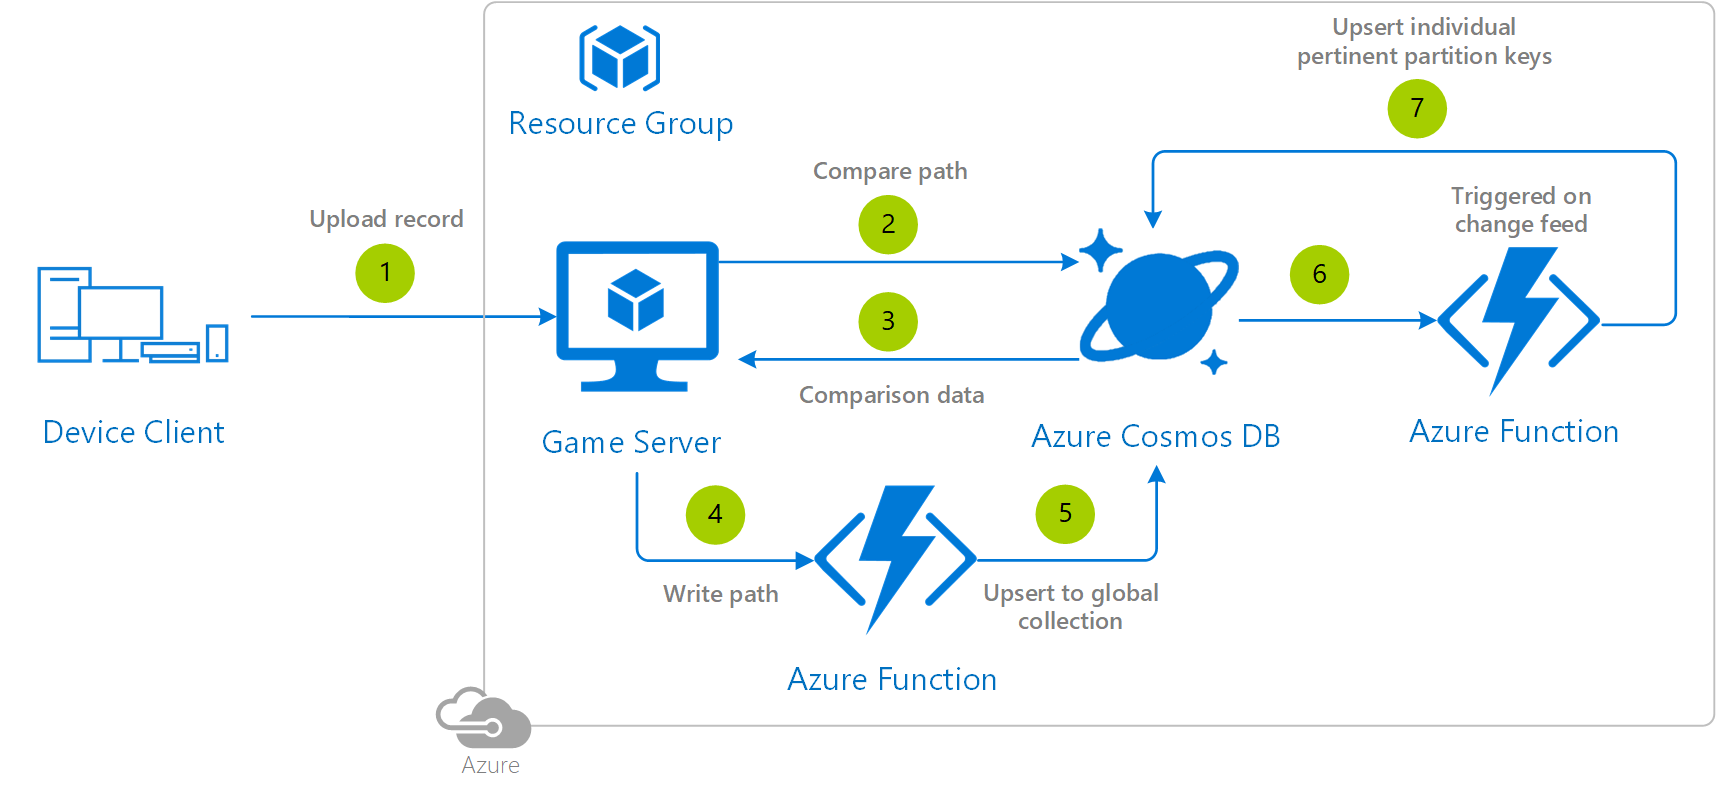 Upsert individual
pertinent partition keys
7
Resource Group
Compare path
2
Triggered on
change feed
Upload record
1
6
3
Comparison data
Device Client
Game Server
Azure Cosmos DB
Azure Function
4
5
Write path
Upsert to global
collection
Azure Function
Azure